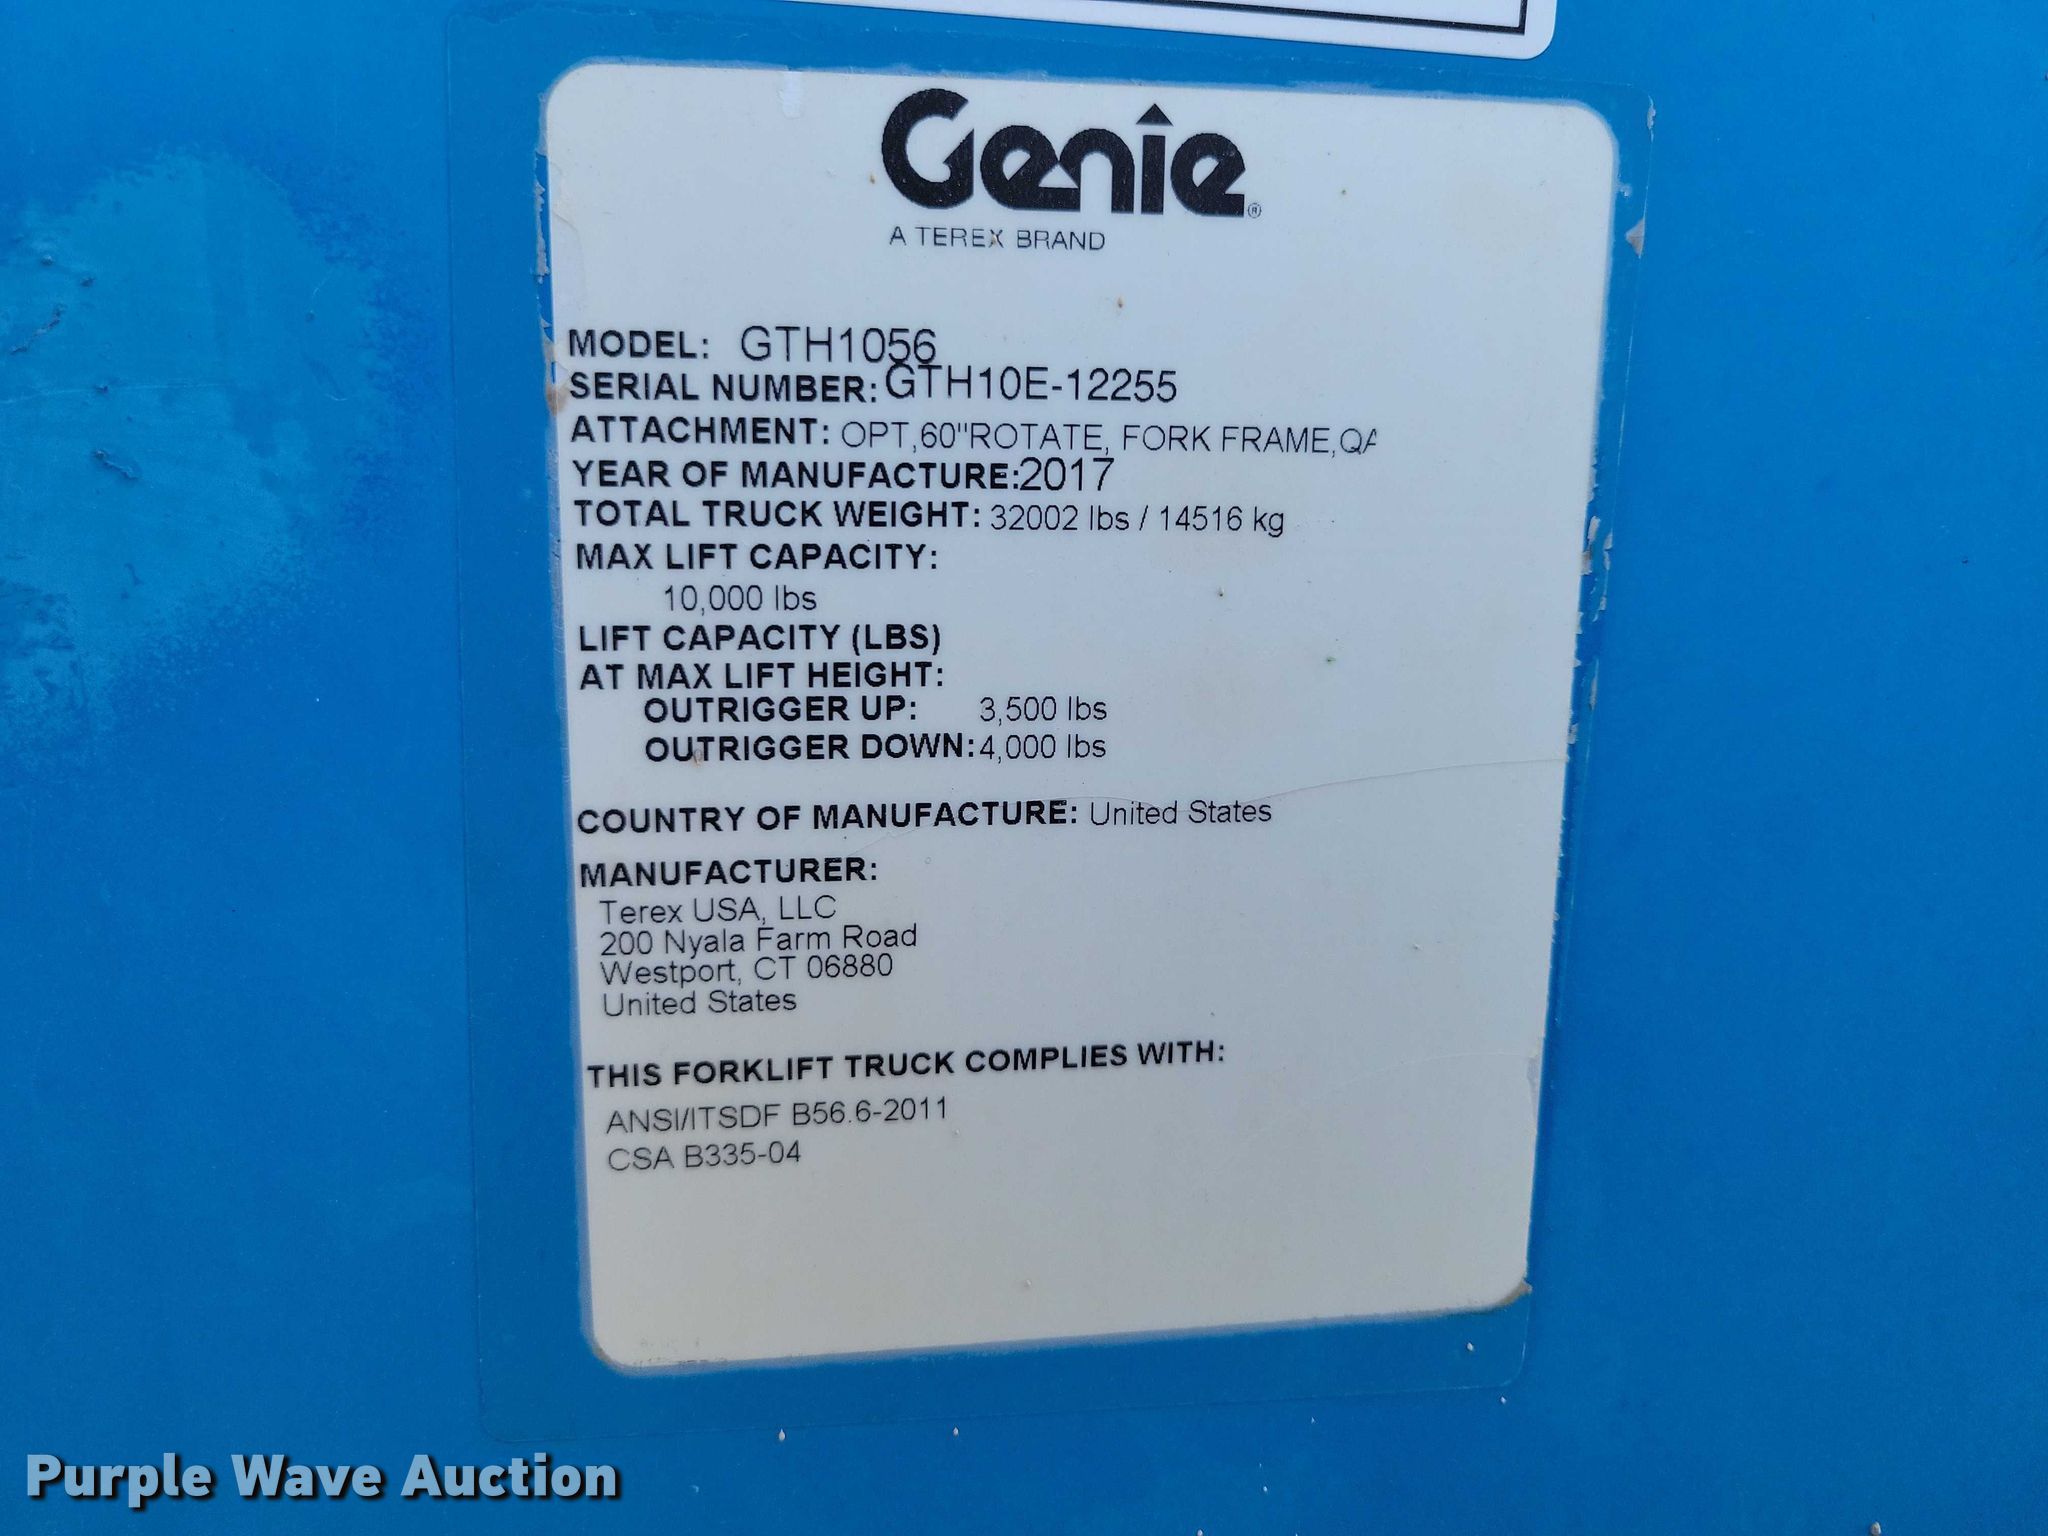 Genie®
A TEREX BRAND
MODEL: GTH1056
SERIAL NUMBER: GTH10E-12255
ATTACHMENT: OPT,60"ROTATE, FORK FRAME,QA
YEAR OF MANUFACTURE:2017
TOTAL TRUCK WEIGHT: 32002 lbs / 14516 kg
MAX LIFT CAPACITY:
10,000 lbs
LIFT CAPACITY (LBS)
AT MAX LIFT HEIGHT:
OUTRIGGER UP: 3,500 lbs
OUTRIGGER DOWN: 4,000 lbs
COUNTRY OF MANUFACTURE: United States
MANUFACTURER:
Terex USA, LLC
200 Nyala Farm Road
Westport, CT 06880
United States
THIS FORKLIFT TRUCK COMPLIES WITH:
ANSI/ITSDF B56.6-2011
CSA B335-04
Purple Wave Auction